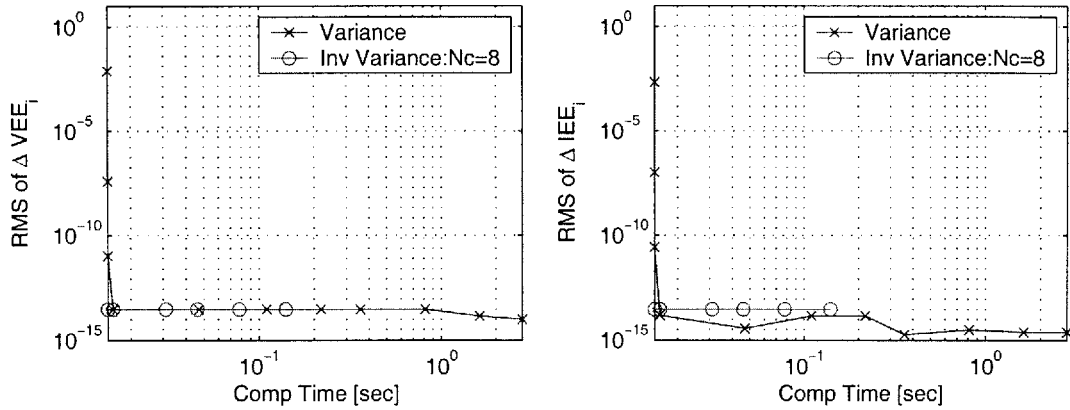 10^0
10^-5
10^-10
10^-15
RMS of Δ VEE_i
Variance
Inv Variance:Nc=8
10^-1
10^0
Comp Time [sec]
10^0
10^-5
10^-10
10^-15
RMS of Δ IEE_i
Variance
Inv Variance:Nc=8
10^-1
10^0
Comp Time [sec]